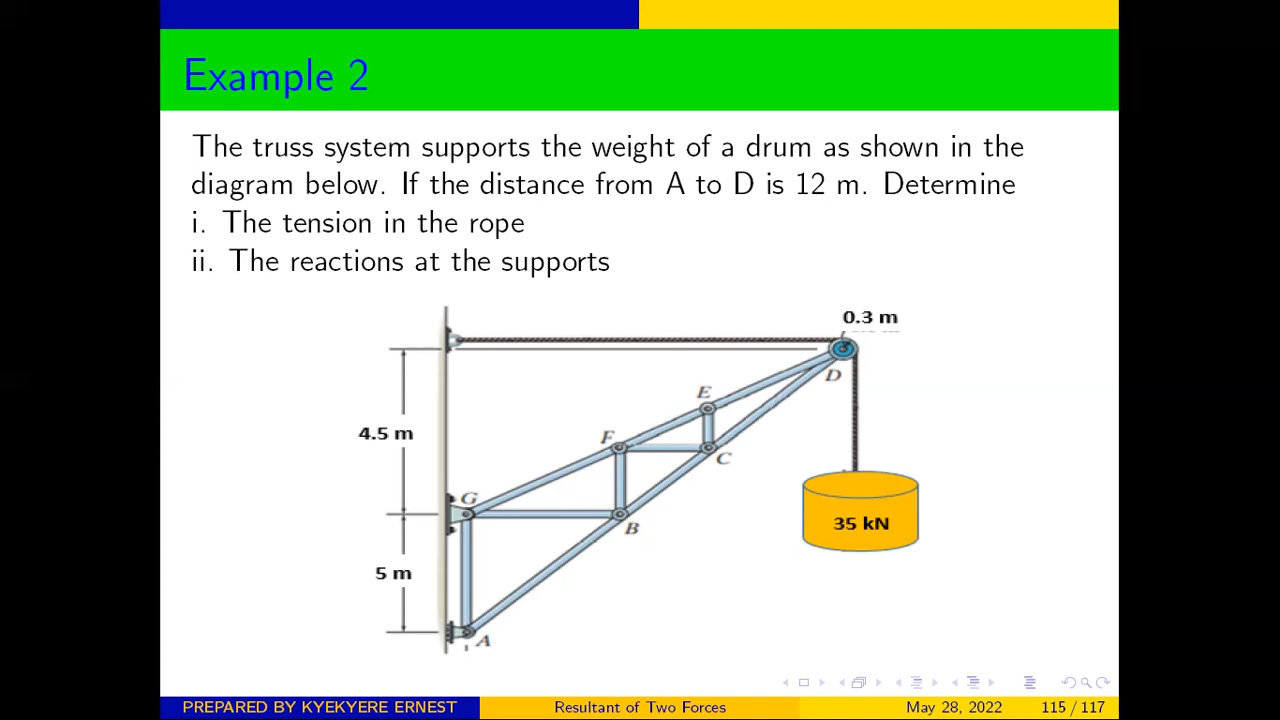 Example 2
The truss system supports the weight of a drum as shown in the
diagram below. If the distance from A to D is 12 m. Determine
i. The tension in the rope
ii. The reactions at the supports
0.3 m
D
E
4.5 m
F
C
G
B
35 kN
5 m
A
PREPARED BY KYEKYERE ERNEST Resultant of Two Forces May 28, 2022 115 / 117